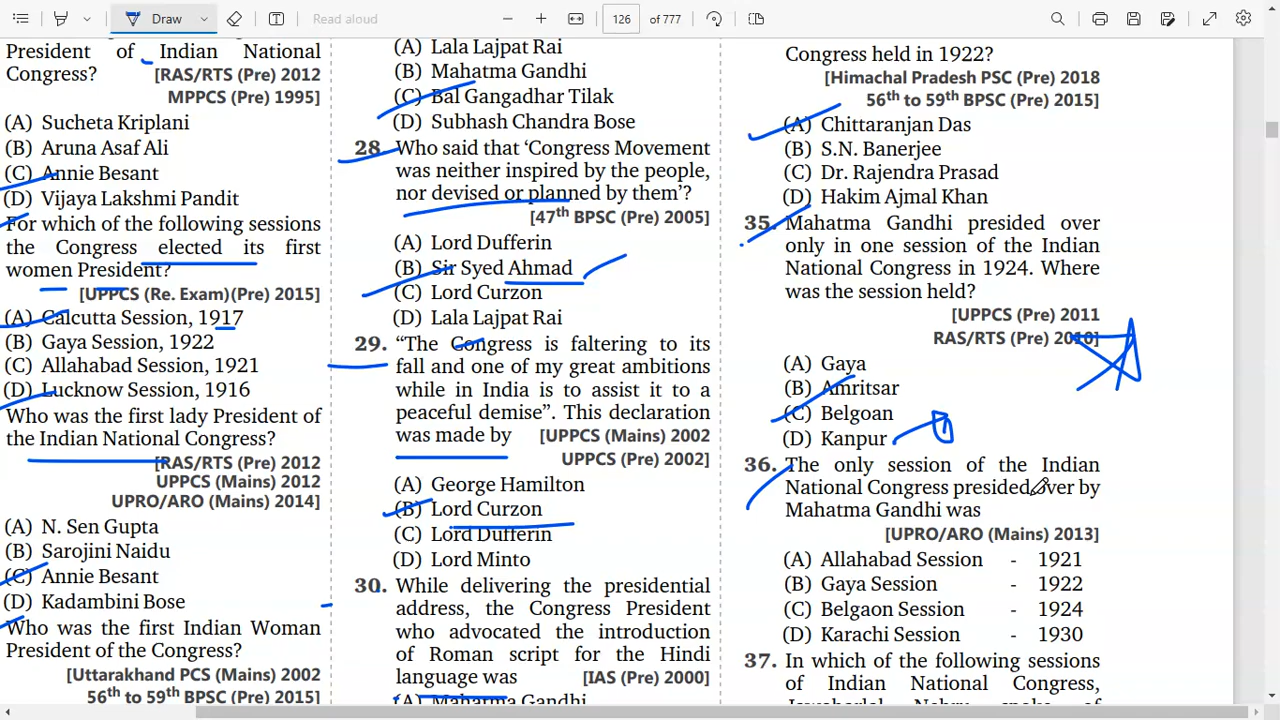 Draw
Read aloud
126 of 777
President of Indian National
Congress? [RAS/RTS (Pre) 2012
MPPCS (Pre) 1995]
(A) Sucheta Kriplani
(B) Aruna Asaf Ali
(C) Annie Besant
(D) Vijaya Lakshmi Pandit
For which of the following sessions
the Congress elected its first
women President?
[UPPCS (Re. Exam)(Pre) 2015]
(A) Calcutta Session, 1917
(B) Gaya Session, 1922
(C) Allahabad Session, 1921
(D) Lucknow Session, 1916
Who was the first lady President of
the Indian National Congress?
[RAS/RTS (Pre) 2012
UPPCS (Mains) 2012
UPRO/ARO (Mains) 2014]
(A) N. Sen Gupta
(B) Sarojini Naidu
(C) Annie Besant
(D) Kadambini Bose
Who was the first Indian Woman
President of the Congress?
[Uttarakhand PCS (Mains) 2002
56th to 59th BPSC (Pre) 2015]
(A) Lala Lajpat Rai
(B) Mahatma Gandhi
(C) Bal Gangadhar Tilak
(D) Subhash Chandra Bose
28. Who said that ‘Congress Movement
was neither inspired by the people,
nor devised or planned by them’?
[47th BPSC (Pre) 2005]
(A) Lord Dufferin
(B) Sir Syed Ahmad
(C) Lord Curzon
(D) Lala Lajpat Rai
29. “The Congress is faltering to its
fall and one of my great ambitions
while in India is to assist it to a
peaceful demise”. This declaration
was made by [UPPCS (Mains) 2002
UPPCS (Pre) 2002]
(A) George Hamilton
(B) Lord Curzon
(C) Lord Dufferin
(D) Lord Minto
30. While delivering the presidential
address, the Congress President
who advocated the introduction
of Roman script for the Hindi
language was [IAS (Pre) 2000]
(A) Mahatma Gandhi
Congress held in 1922?
[Himachal Pradesh PSC (Pre) 2018
56th to 59th BPSC (Pre) 2015]
(A) Chittaranjan Das
(B) S.N. Banerjee
(C) Dr. Rajendra Prasad
(D) Hakim Ajmal Khan
35. Mahatma Gandhi presided over
only in one session of the Indian
National Congress in 1924. Where
was the session held?
[UPPCS (Pre) 2011
RAS/RTS (Pre) 2010]
(A) Gaya
(B) Amritsar
(C) Belgoan
(D) Kanpur
36. The only session of the Indian
National Congress presided over by
Mahatma Gandhi was
[UPRO/ARO (Mains) 2013]
(A) Allahabad Session - 1921
(B) Gaya Session - 1922
(C) Belgaon Session - 1924
(D) Karachi Session - 1930
37. In which of the following sessions
of Indian National Congress,